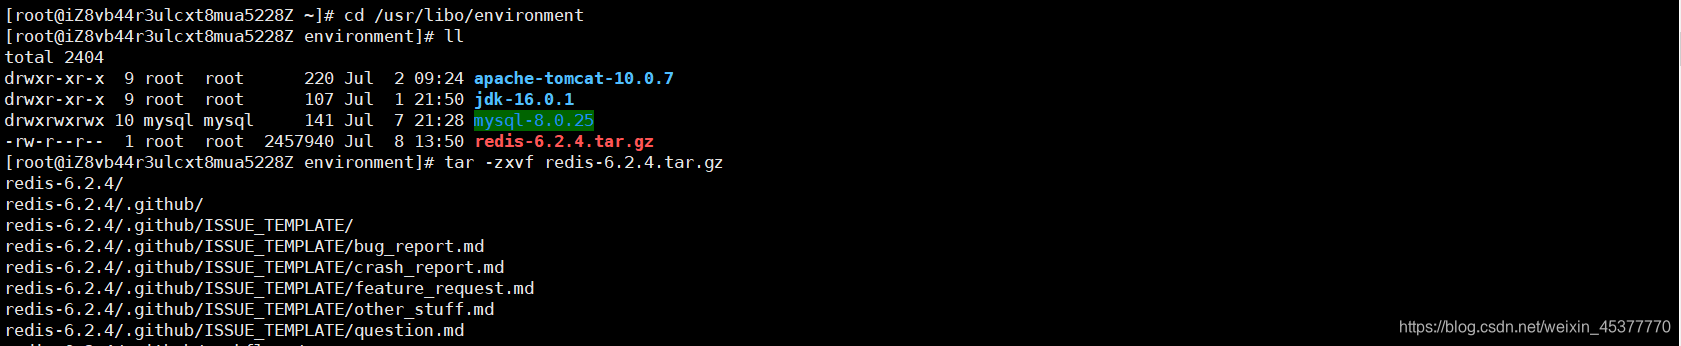 [root@iZ8vb44r3ulcxt8mua5228Z ~]# cd /usr/libo/environment
[root@iZ8vb44r3ulcxt8mua5228Z environment]# ll
total 2404
drwxr-xr-x  9 root  root      220 Jul  2 09:24 apache-tomcat-10.0.7
drwxr-xr-x  9 root  root      107 Jul  1 21:50 jdk-16.0.1
drwxrwxrwx 10 mysql mysql     141 Jul  7 21:28 mysql-8.0.25
-rw-r--r--  1 root  root  2457940 Jul  8 13:50 redis-6.2.4.tar.gz
[root@iZ8vb44r3ulcxt8mua5228Z environment]# tar -zxvf redis-6.2.4.tar.gz
redis-6.2.4/
redis-6.2.4/.github/
redis-6.2.4/.github/ISSUE_TEMPLATE/
redis-6.2.4/.github/ISSUE_TEMPLATE/bug_report.md
redis-6.2.4/.github/ISSUE_TEMPLATE/crash_report.md
redis-6.2.4/.github/ISSUE_TEMPLATE/feature_request.md
redis-6.2.4/.github/ISSUE_TEMPLATE/other_stuff.md
redis-6.2.4/.github/ISSUE_TEMPLATE/question.md
https://blog.csdn.net/weixin_45377770